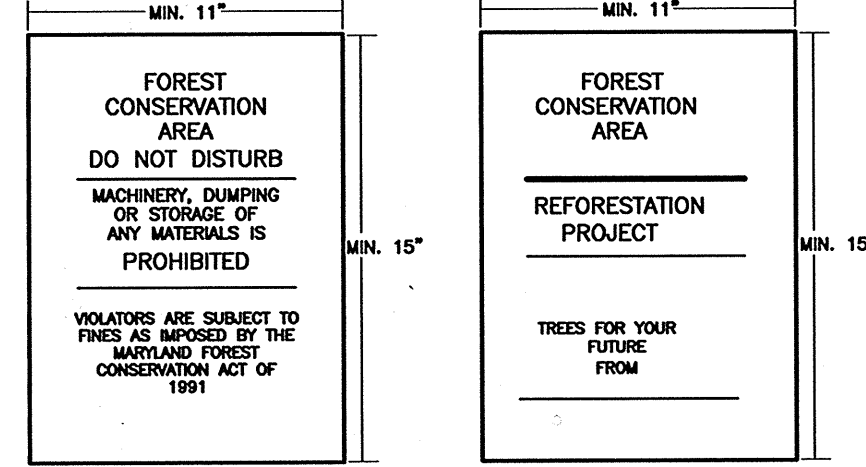 MIN. 11"
FOREST
CONSERVATION
AREA
DO NOT DISTURB
MACHINERY, DUMPING
OR STORAGE OF
ANY MATERIALS IS
PROHIBITED
VIOLATORS ARE SUBJECT TO
FINES AS IMPOSED BY THE
MARYLAND FOREST
CONSERVATION ACT OF
1991
MIN. 15"
MIN. 11"
FOREST
CONSERVATION
AREA
REFORESTATION
PROJECT
TREES FOR YOUR
FUTURE
FROM
MIN. 15